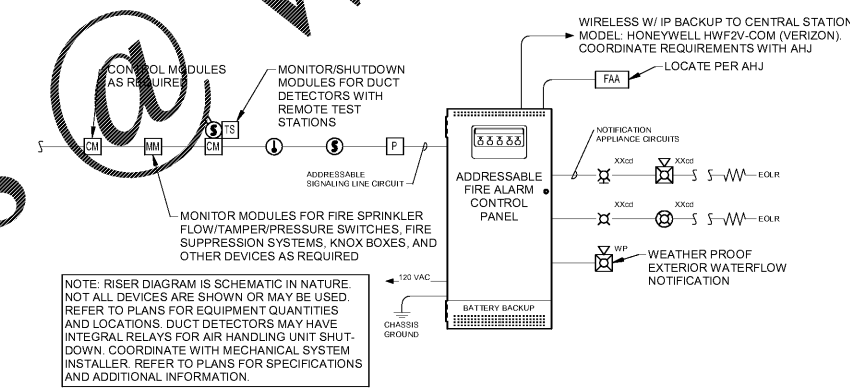 WIRELESS W/ IP BACKUP TO CENTRAL STATION
MODEL: HONEYWELL HWF2V-COM (VERIZON).
COORDINATE REQUIREMENTS WITH AHJ
LOCATE PER AHJ
FAA
CONTROL MODULES
AS REQUIRED
MONITOR/SHUTDOWN
MODULES FOR DUCT
DETECTORS WITH
REMOTE TEST
STATIONS
S
TS
CM
MM
CM
S
P
ADDRESSABLE
SIGNALING LINE CIRCUIT
ADDRESSABLE
FIRE ALARM
CONTROL
PANEL
NOTIFICATION
APPLIANCE CIRCUITS
XXcd
XXcd
EOLR
XXcd
XXcd
EOLR
WP
WEATHER PROOF
EXTERIOR WATERFLOW
NOTIFICATION
MONITOR MODULES FOR FIRE SPRINKLER
FLOW/TAMPER/PRESSURE SWITCHES, FIRE
SUPPRESSION SYSTEMS, KNOX BOXES, AND
OTHER DEVICES AS REQUIRED
120 VAC
BATTERY BACKUP
CHASSIS
GROUND
NOTE: RISER DIAGRAM IS SCHEMATIC IN NATURE.
NOT ALL DEVICES ARE SHOWN OR MAY BE USED.
REFER TO PLANS FOR EQUIPMENT QUANTITIES
AND LOCATIONS. DUCT DETECTORS MAY HAVE
INTEGRAL RELAYS FOR AIR HANDLING UNIT SHUT-
DOWN. COORDINATE WITH MECHANICAL SYSTEM
INSTALLER. REFER TO PLANS FOR SPECIFICATIONS
AND ADDITIONAL INFORMATION.
@